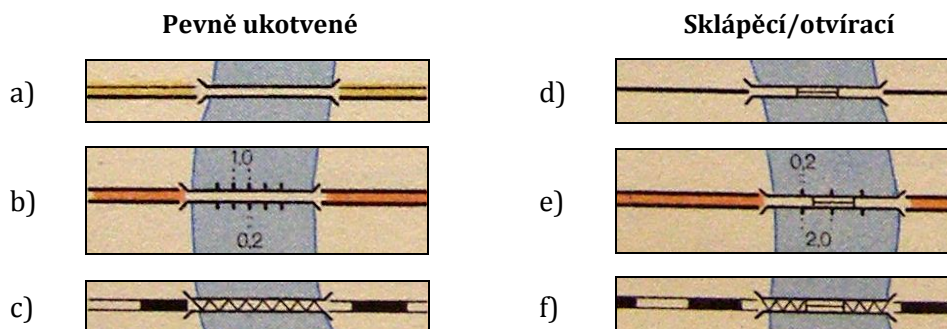 Pevně ukotvené
Sklápěcí/otvírací
a)
d)
b)
1,0
0,2
e)
0,2
2,0
c)
f)